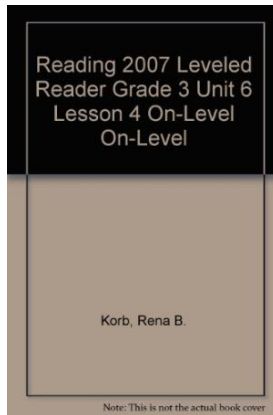 Reading 2007 Leveled
Reader Grade 3 Unit 6
Lesson 4 On-Level
On-Level
Korb, Rena B.
Note: This is not the actual book cover